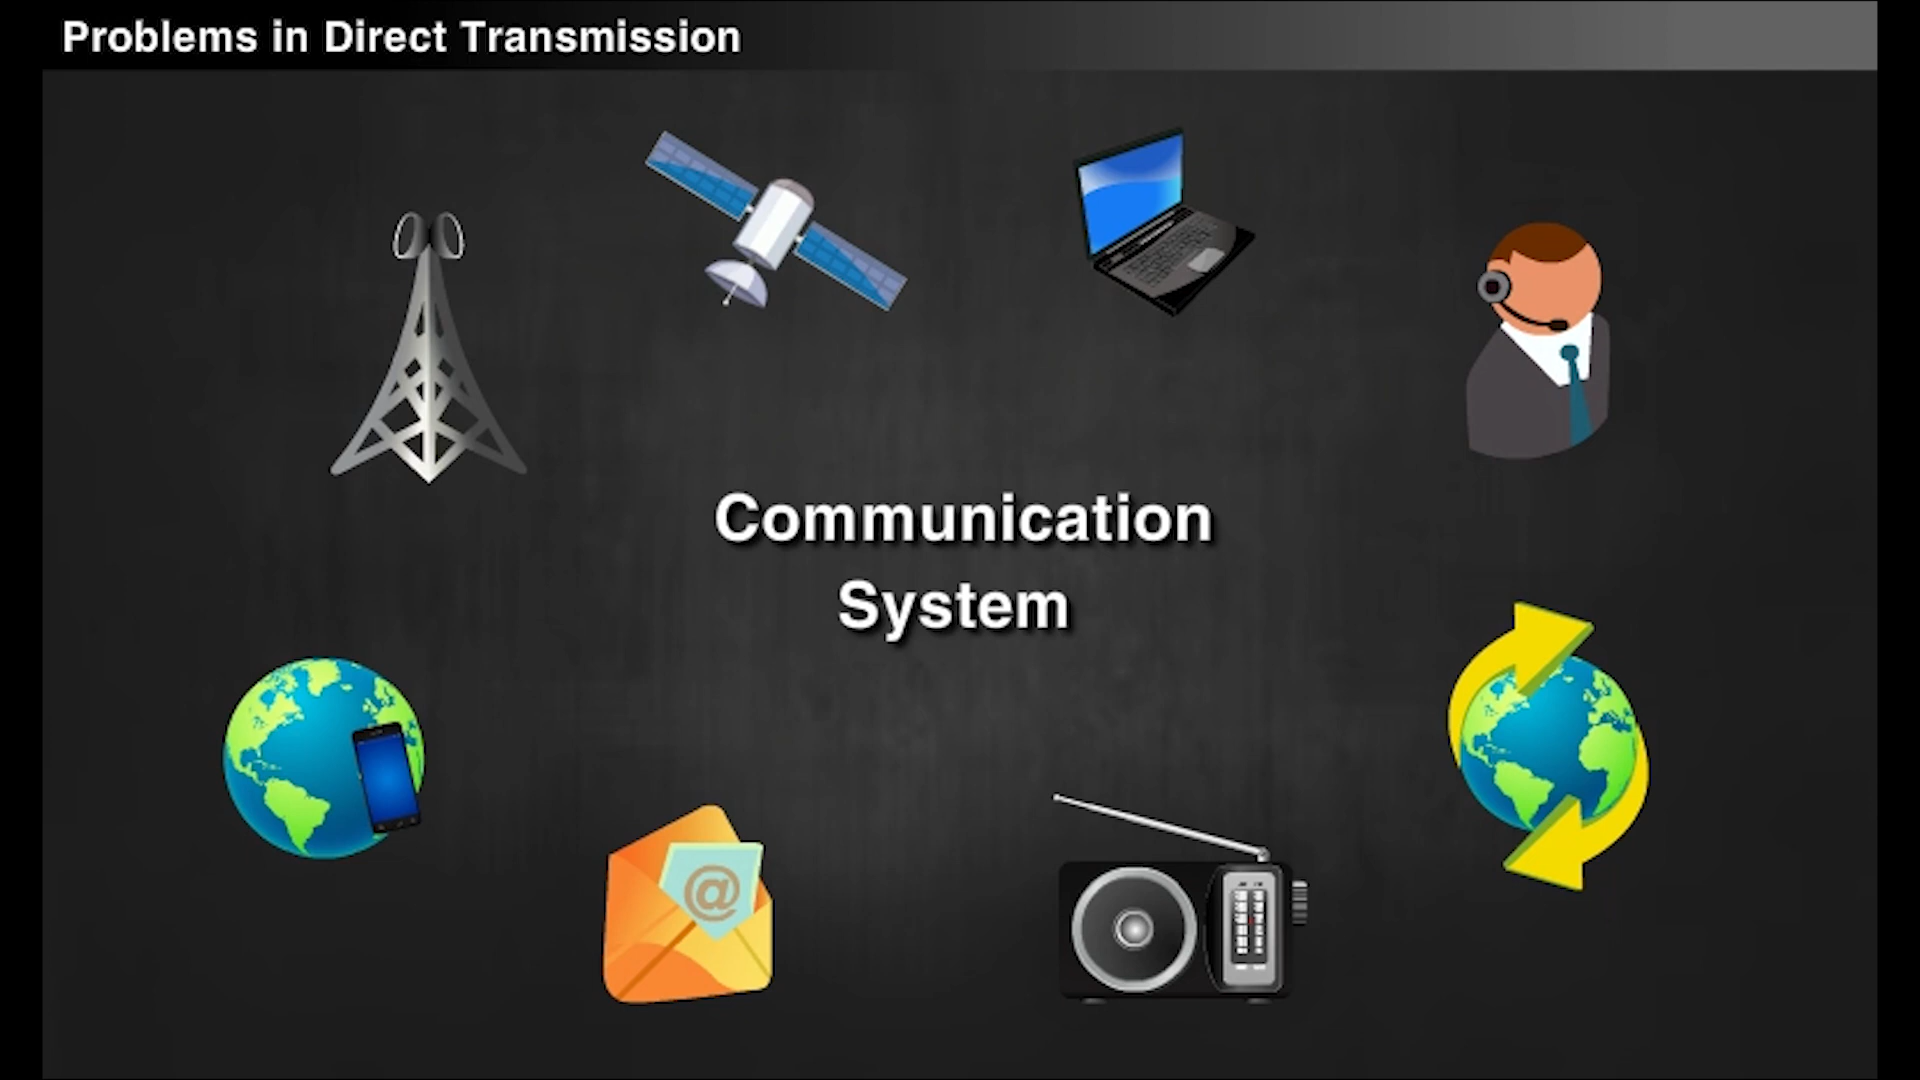 Problems in Direct Transmission
Communication
System
@